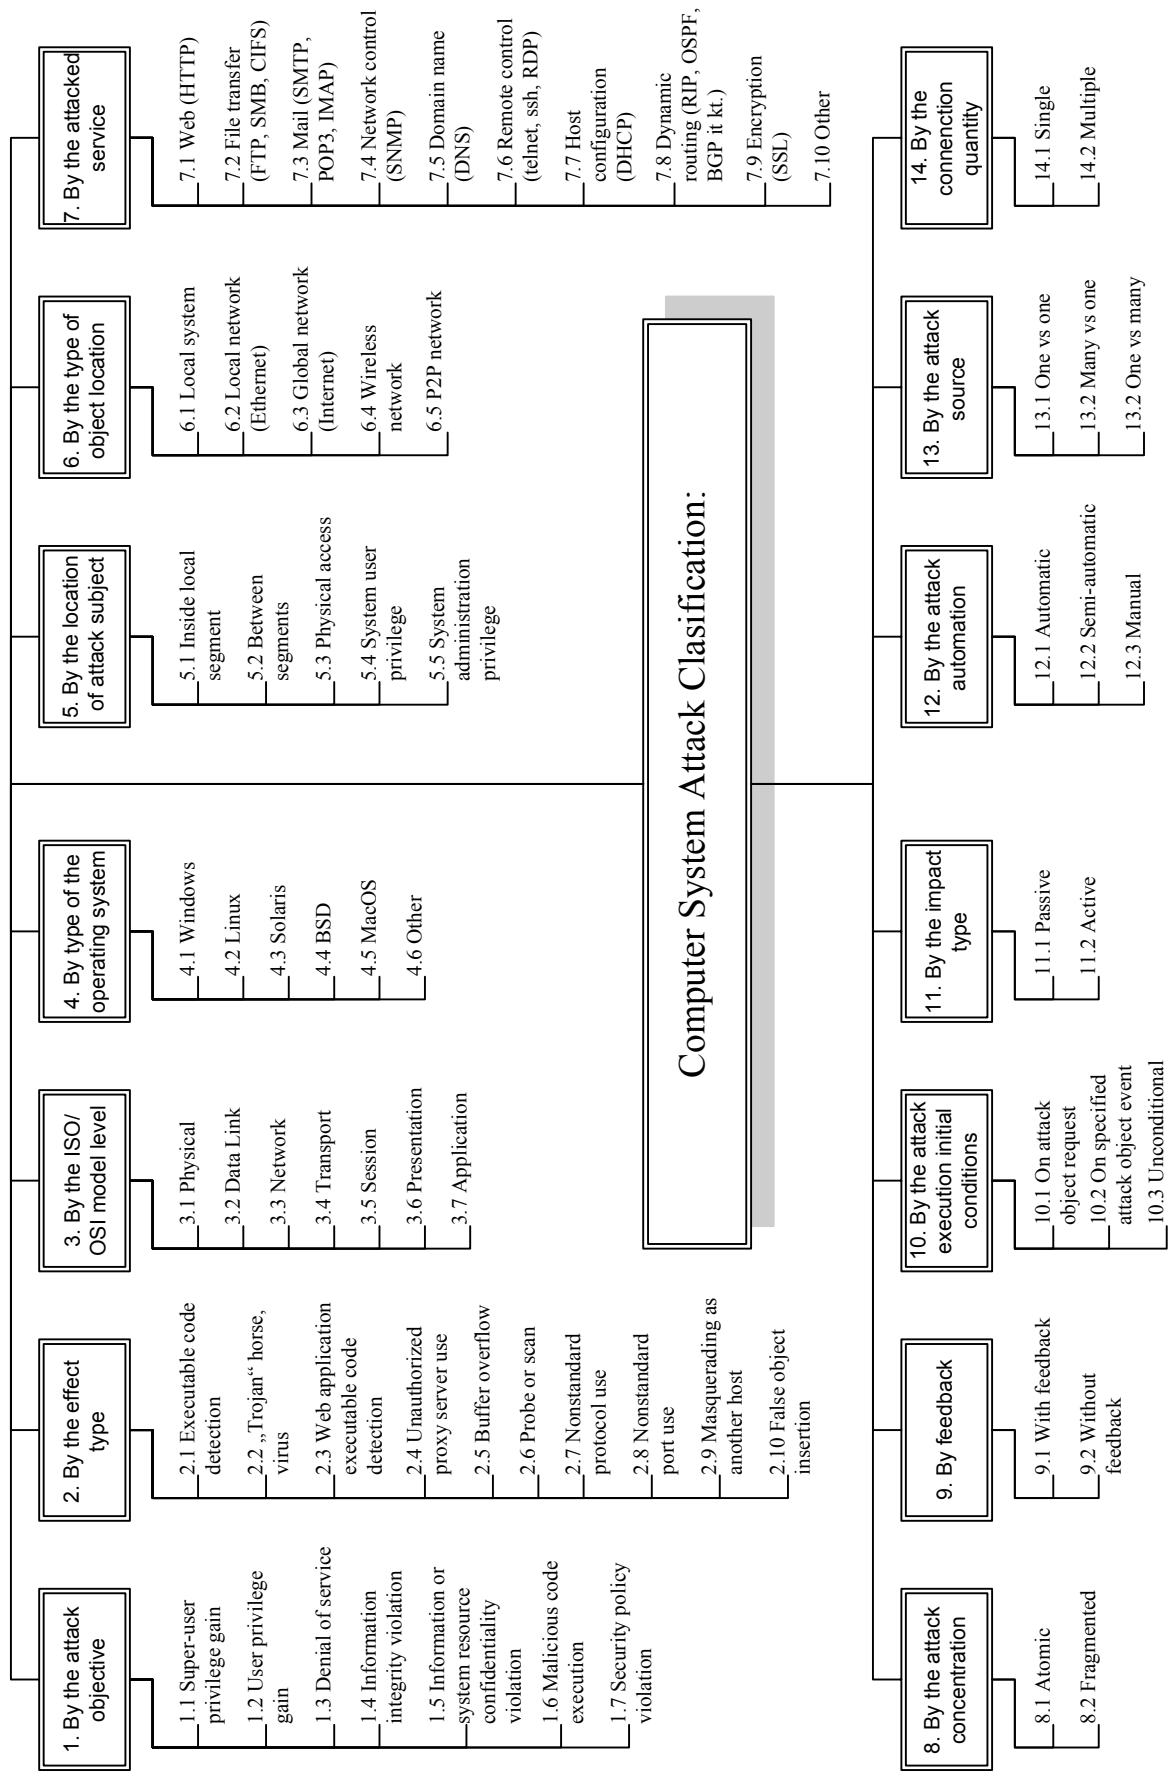 1. By the attack
objective
1.1 Super-user
privilege gain
1.2 User privilege
gain
1.3 Denial of service
1.4 Information
integrity violation
1.5 Information or
system resource
confidentialty
violation
1.6 Malicious code
execution
1.7 Security policy
violation
2. By the effect
type
2.1 Executable code
detection
2.2 „Trojan“ horse,
virus
2.3 Web application
executable code
detection
2.4 Unauthorized
proxy server use
2.5 Buffer overflow
2.6 Probe or scan
2.7 Nonstandard
protocol use
2.8 Nonstandard
port use
2.9 Masquerading as
another host
2.10 False object
insertion
3. By the ISO/
OSI model level
3.1 Physical
3.2 Data Link
3.3 Network
3.4 Transport
3.5 Session
3.6 Presentation
3.7 Application
4. By type of the
operating system
4.1 Windows
4.2 Linux
4.3 Solaris
4.4 BSD
4.5 MacOS
4.6 Other
5. By the location
of attack subject
5.1 Inside local
segment
5.2 Between
segments
5.3 Physical access
5.4 System user
privilege
5.5 System
administration
privilege
6. By the type of
object location
6.1 Local system
6.2 Local network
(Ethernet)
6.3 Global network
(Internet)
6.4 Wireless
network
6.5 P2P network
7. By the attacked
service
7.1 Web (HTTP)
7.2 File transfer
(FTP, SMB, CIFS)
7.3 Mail (SMTP,
POP3, IMAP)
7.4 Network control
(SNMP)
7.5 Domain name
(DNS)
7.6 Remote control
(telnet, ssh, RDP)
7.7 Host
configuration
(DHCP)
7.8 Dynamic
routing (RIP, OSPF,
BGP it kt.)
7.9 Encryption
(SSL)
7.10 Other
Computer System Attack Clasification:
8. By the attack
concentration
8.1 Atomic
8.2 Fragmented
9. By feedback
9.1 With feedback
9.2 Without
feedback
10. By the attack
execution initial
conditions
10.1 On attack
object request
10.2 On specified
attack object event
10.3 Unconditional
11. By the impact
type
11.1 Passive
11.2 Active
12. By the attack
automation
12.1 Automatic
12.2 Semi-automatic
12.3 Manual
13. By the attack
source
13.1 One vs one
13.2 Many vs one
13.2 One vs many
14. By the
connenction
quantity
14.1 Single
14.2 Multiple